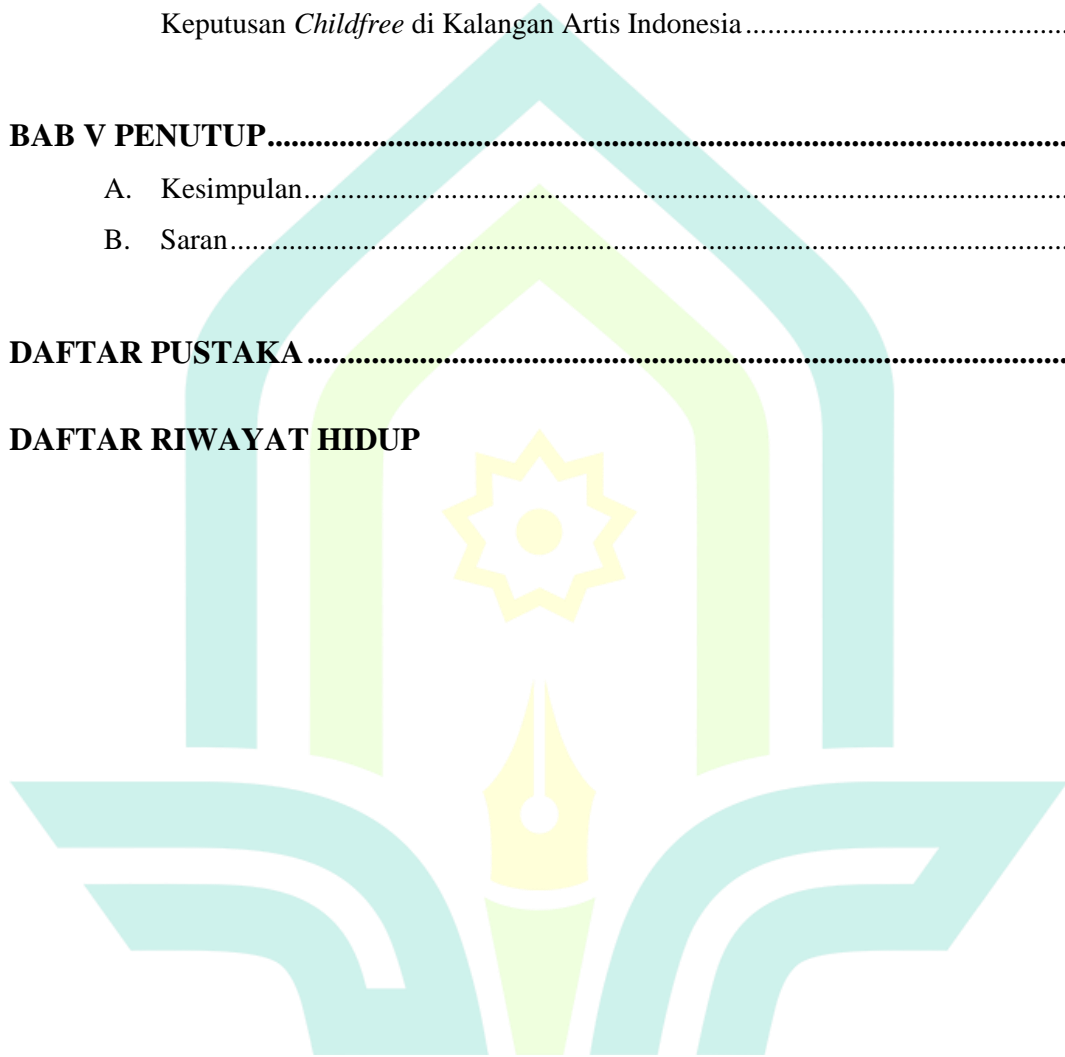 Keputusan Childfree di Kalangan Artis Indonesia.......................................
BAB V PENUTUP...............................................................................................
A. Kesimpulan.............................................................................................
B. Saran.......................................................................................................
DAFTAR PUSTAKA..........................................................................................
DAFTAR RIWAYAT HIDUP